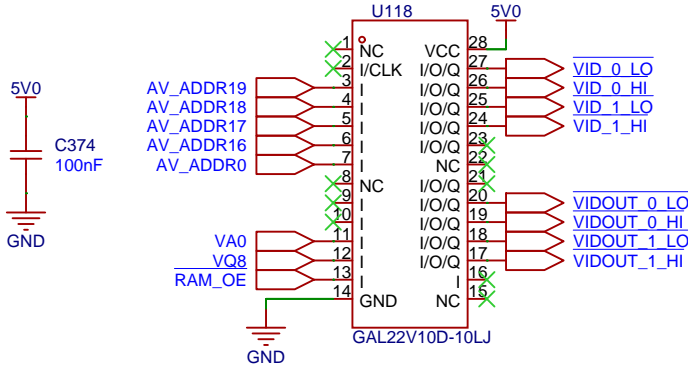 U118
5V0
1 NC VCC 28
2 I/CLK I/O/Q 27 VID_0_LO
AV_ADDR19 3 I I/O/Q 26 VID_0_HI
AV_ADDR18 4 I I/O/Q 25 VID_1_LO
AV_ADDR17 5 I I/O/Q 24 VID_1_HI
AV_ADDR16 6 I I/O/Q 23
AV_ADDR0 7 I NC 22
8 NC I/O/Q 21
9 I I/O/Q 20 VIDOUT_0_LO
10 I I/O/Q 19 VIDOUT_0_HI
VA0 11 I I/O/Q 18 VIDOUT_1_LO
VQ8 12 I I/O/Q 17 VIDOUT_1_HI
RAM_OE 13 I I 16
14 GND NC 15
GAL22V10D-10LJ
GND
5V0
C374
100nF
GND